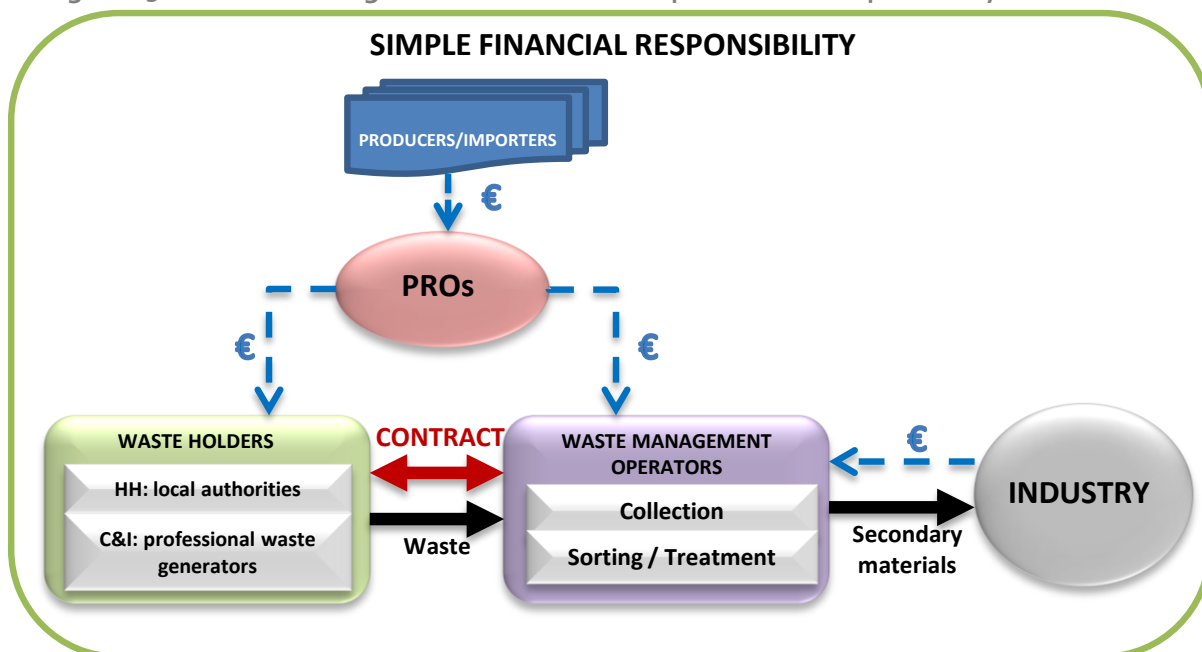 SIMPLE FINANCIAL RESPONSIBILITY
PRODUCERS/IMPORTERS
€
PROs
€
€
WASTE HOLDERS
HH: local authorities
C&I: professional waste
generators
CONTRACT
Waste
WASTE MANAGEMENT
OPERATORS
Collection
Sorting / Treatment
€
Secondary
materials
INDUSTRY